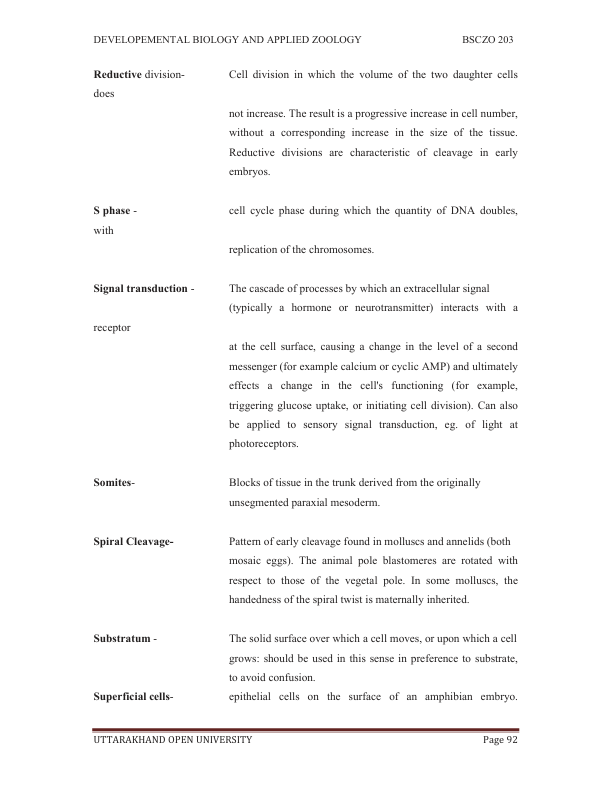 DEVELOPEMENTAL BIOLOGY AND APPLIED ZOOLOGY BSCZO 203
Reductive division- Cell division in which the volume of the two daughter cells
does
not increase. The result is a progressive increase in cell number,
without a corresponding increase in the size of the tissue.
Reductive divisions are characteristic of cleavage in early
embryos.
S phase - cell cycle phase during which the quantity of DNA doubles,
with
replication of the chromosomes.
Signal transduction - The cascade of processes by which an extracellular signal
(typically a hormone or neurotransmitter) interacts with a
receptor
at the cell surface, causing a change in the level of a second
messenger (for example calcium or cyclic AMP) and ultimately
effects a change in the cell's functioning (for example,
triggering glucose uptake, or initiating cell division). Can also
be applied to sensory signal transduction, eg. of light at
photoreceptors.
Somites- Blocks of tissue in the trunk derived from the originally
unsegmented paraxial mesoderm.
Spiral Cleavage- Pattern of early cleavage found in molluscs and annelids (both
mosaic eggs). The animal pole blastomeres are rotated with
respect to those of the vegetal pole. In some molluscs, the
handedness of the spiral twist is maternally inherited.
Substratum - The solid surface over which a cell moves, or upon which a cell
grows: should be used in this sense in preference to substrate,
to avoid confusion.
Superficial cells- epithelial cells on the surface of an amphibian embryo.
UTTARAKHAND OPEN UNIVERSITY Page 92